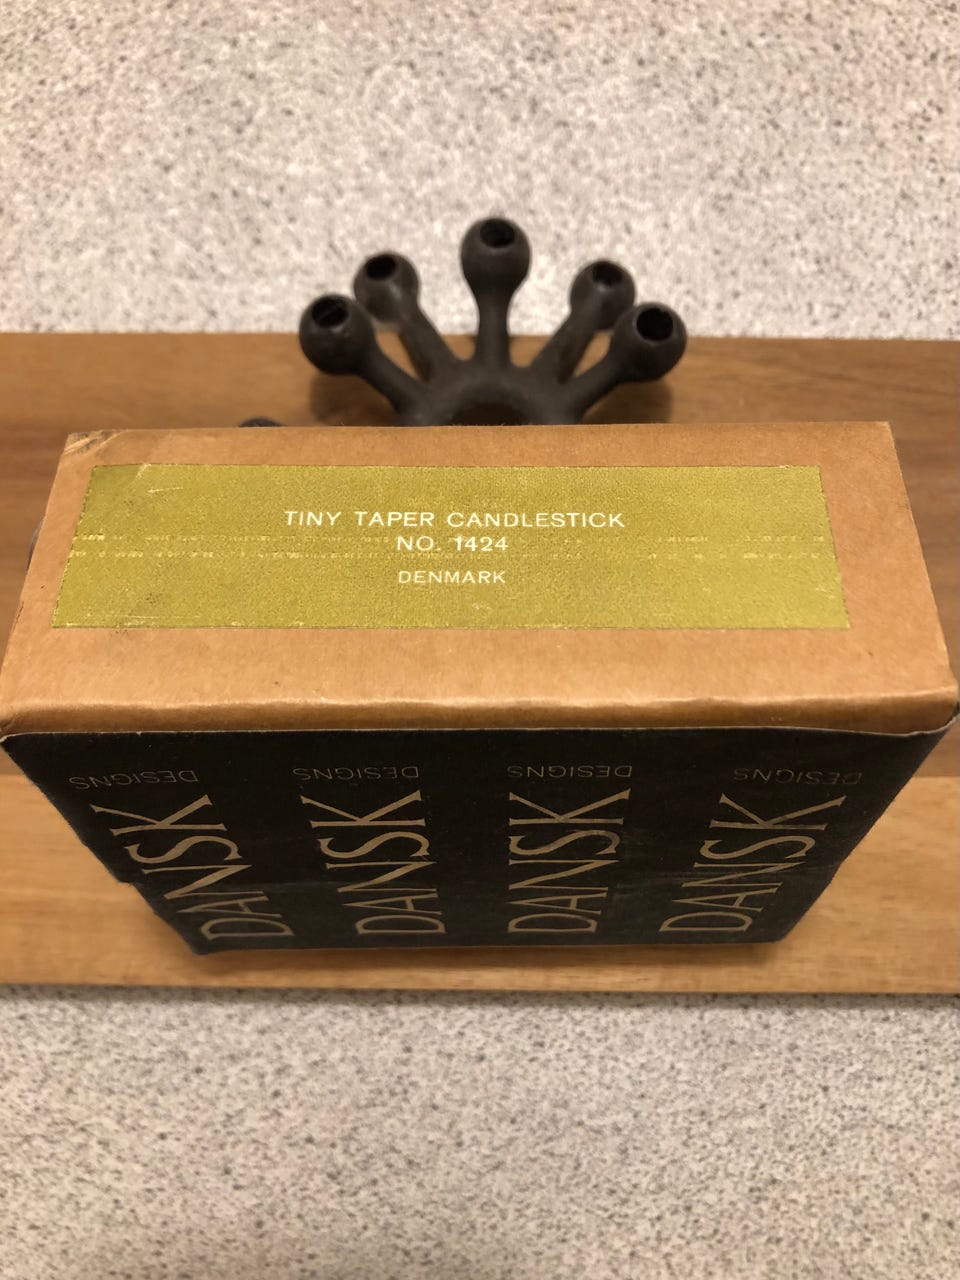 TINY TAPER CANDLESTICK
NO. 1424
DENMARK
DESIGNS DESIGNS DESIGNS DESIGNS
DANSK DANSK DANSK DANSK